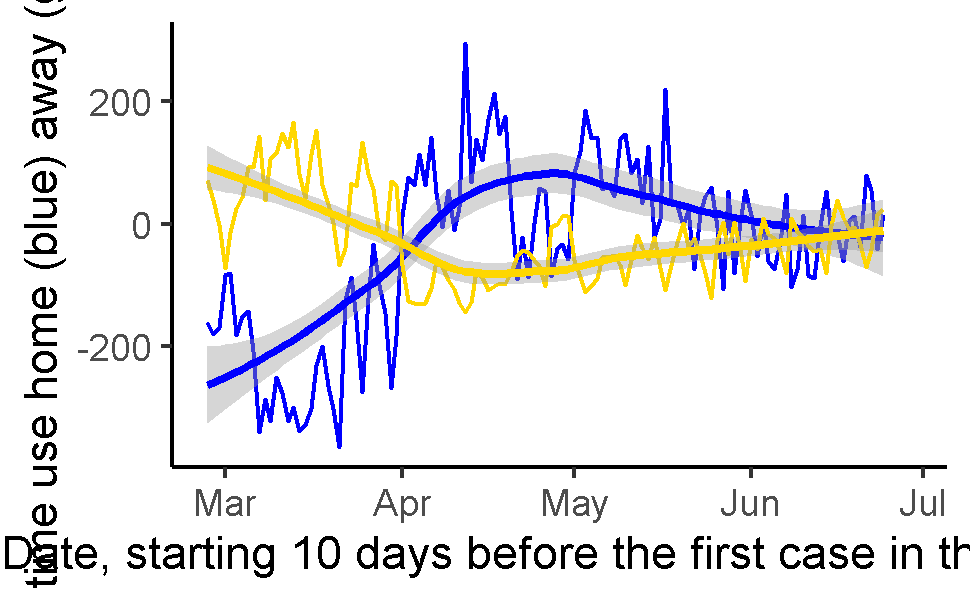 time use home (blue) away (
200
0
-200
Mar Apr May Jun Jul
Date, starting 10 days before the first case in th